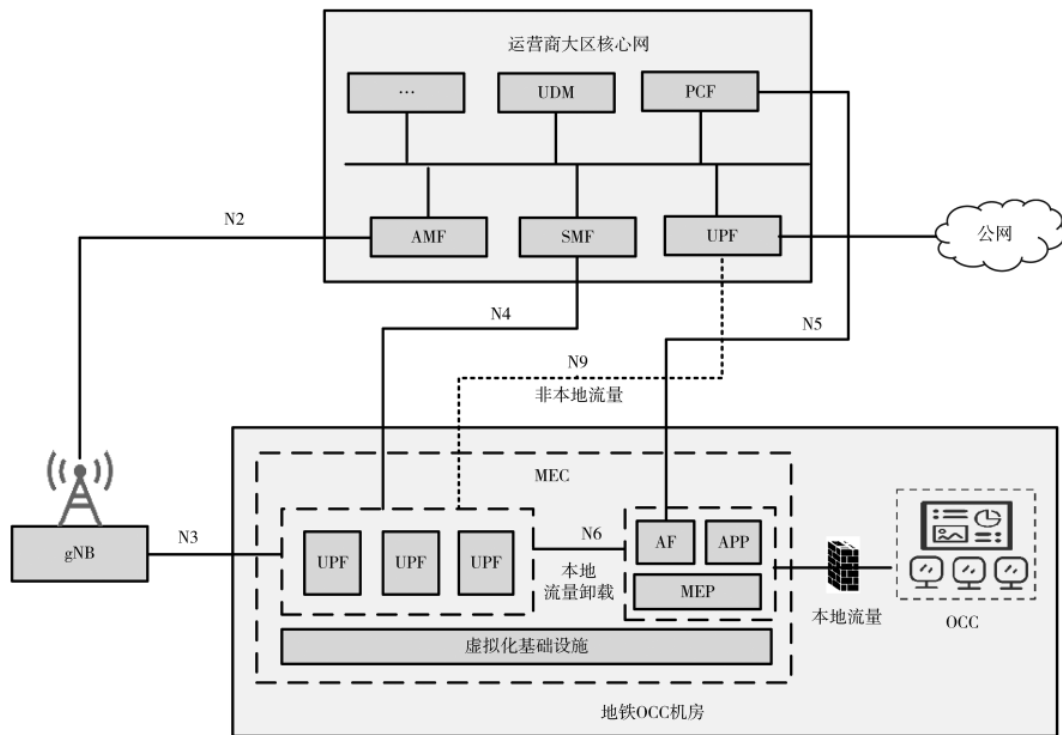 运营商大区核心网
…
UDM
PCF
N2
AMF
SMF
UPF
公网
N4
N5
N9
非本地流量
MEC
gNB
N3
UPF
UPF
UPF
N6
本地
流量卸载
AF
APP
MEP
本地流量
OCC
虚拟化基础设施
地铁OCC机房